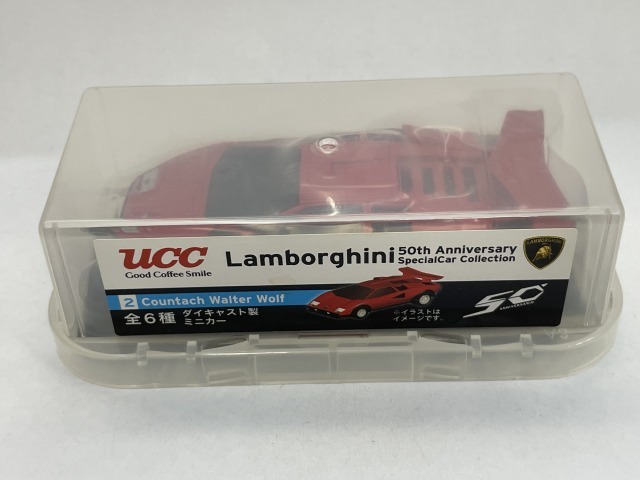 UCC
Good Coffee Smile
Lamborghini 50th Anniversary
SpecialCar Collection
LAMBORGHINI
2 Countach Walter Wolf
全6種 ダイキャスト製
ミニカー
※イラストは
イメージです。
50